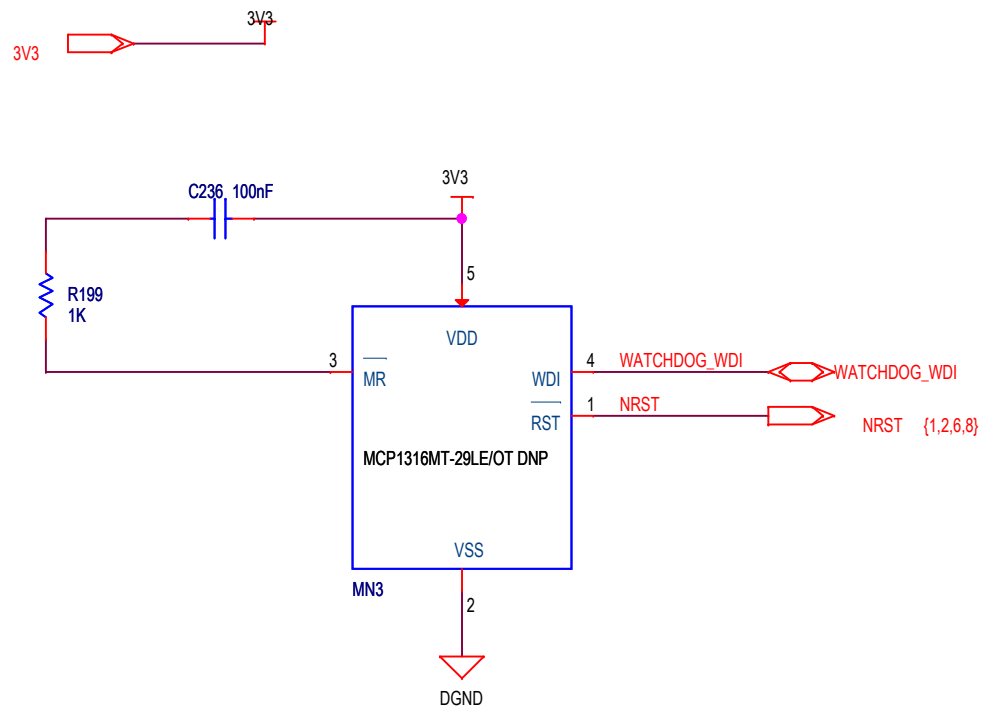 3V3
3V3
3V3
C236 100nF
5
R199
1K
VDD
3
MR
4
WATCHDOG_WDI
WDI
WATCHDOG_WDI
1
NRST
RST
NRST {1,2,6,8}
MCP1316MT-29LE/OT DNP
VSS
MN3
2
DGND